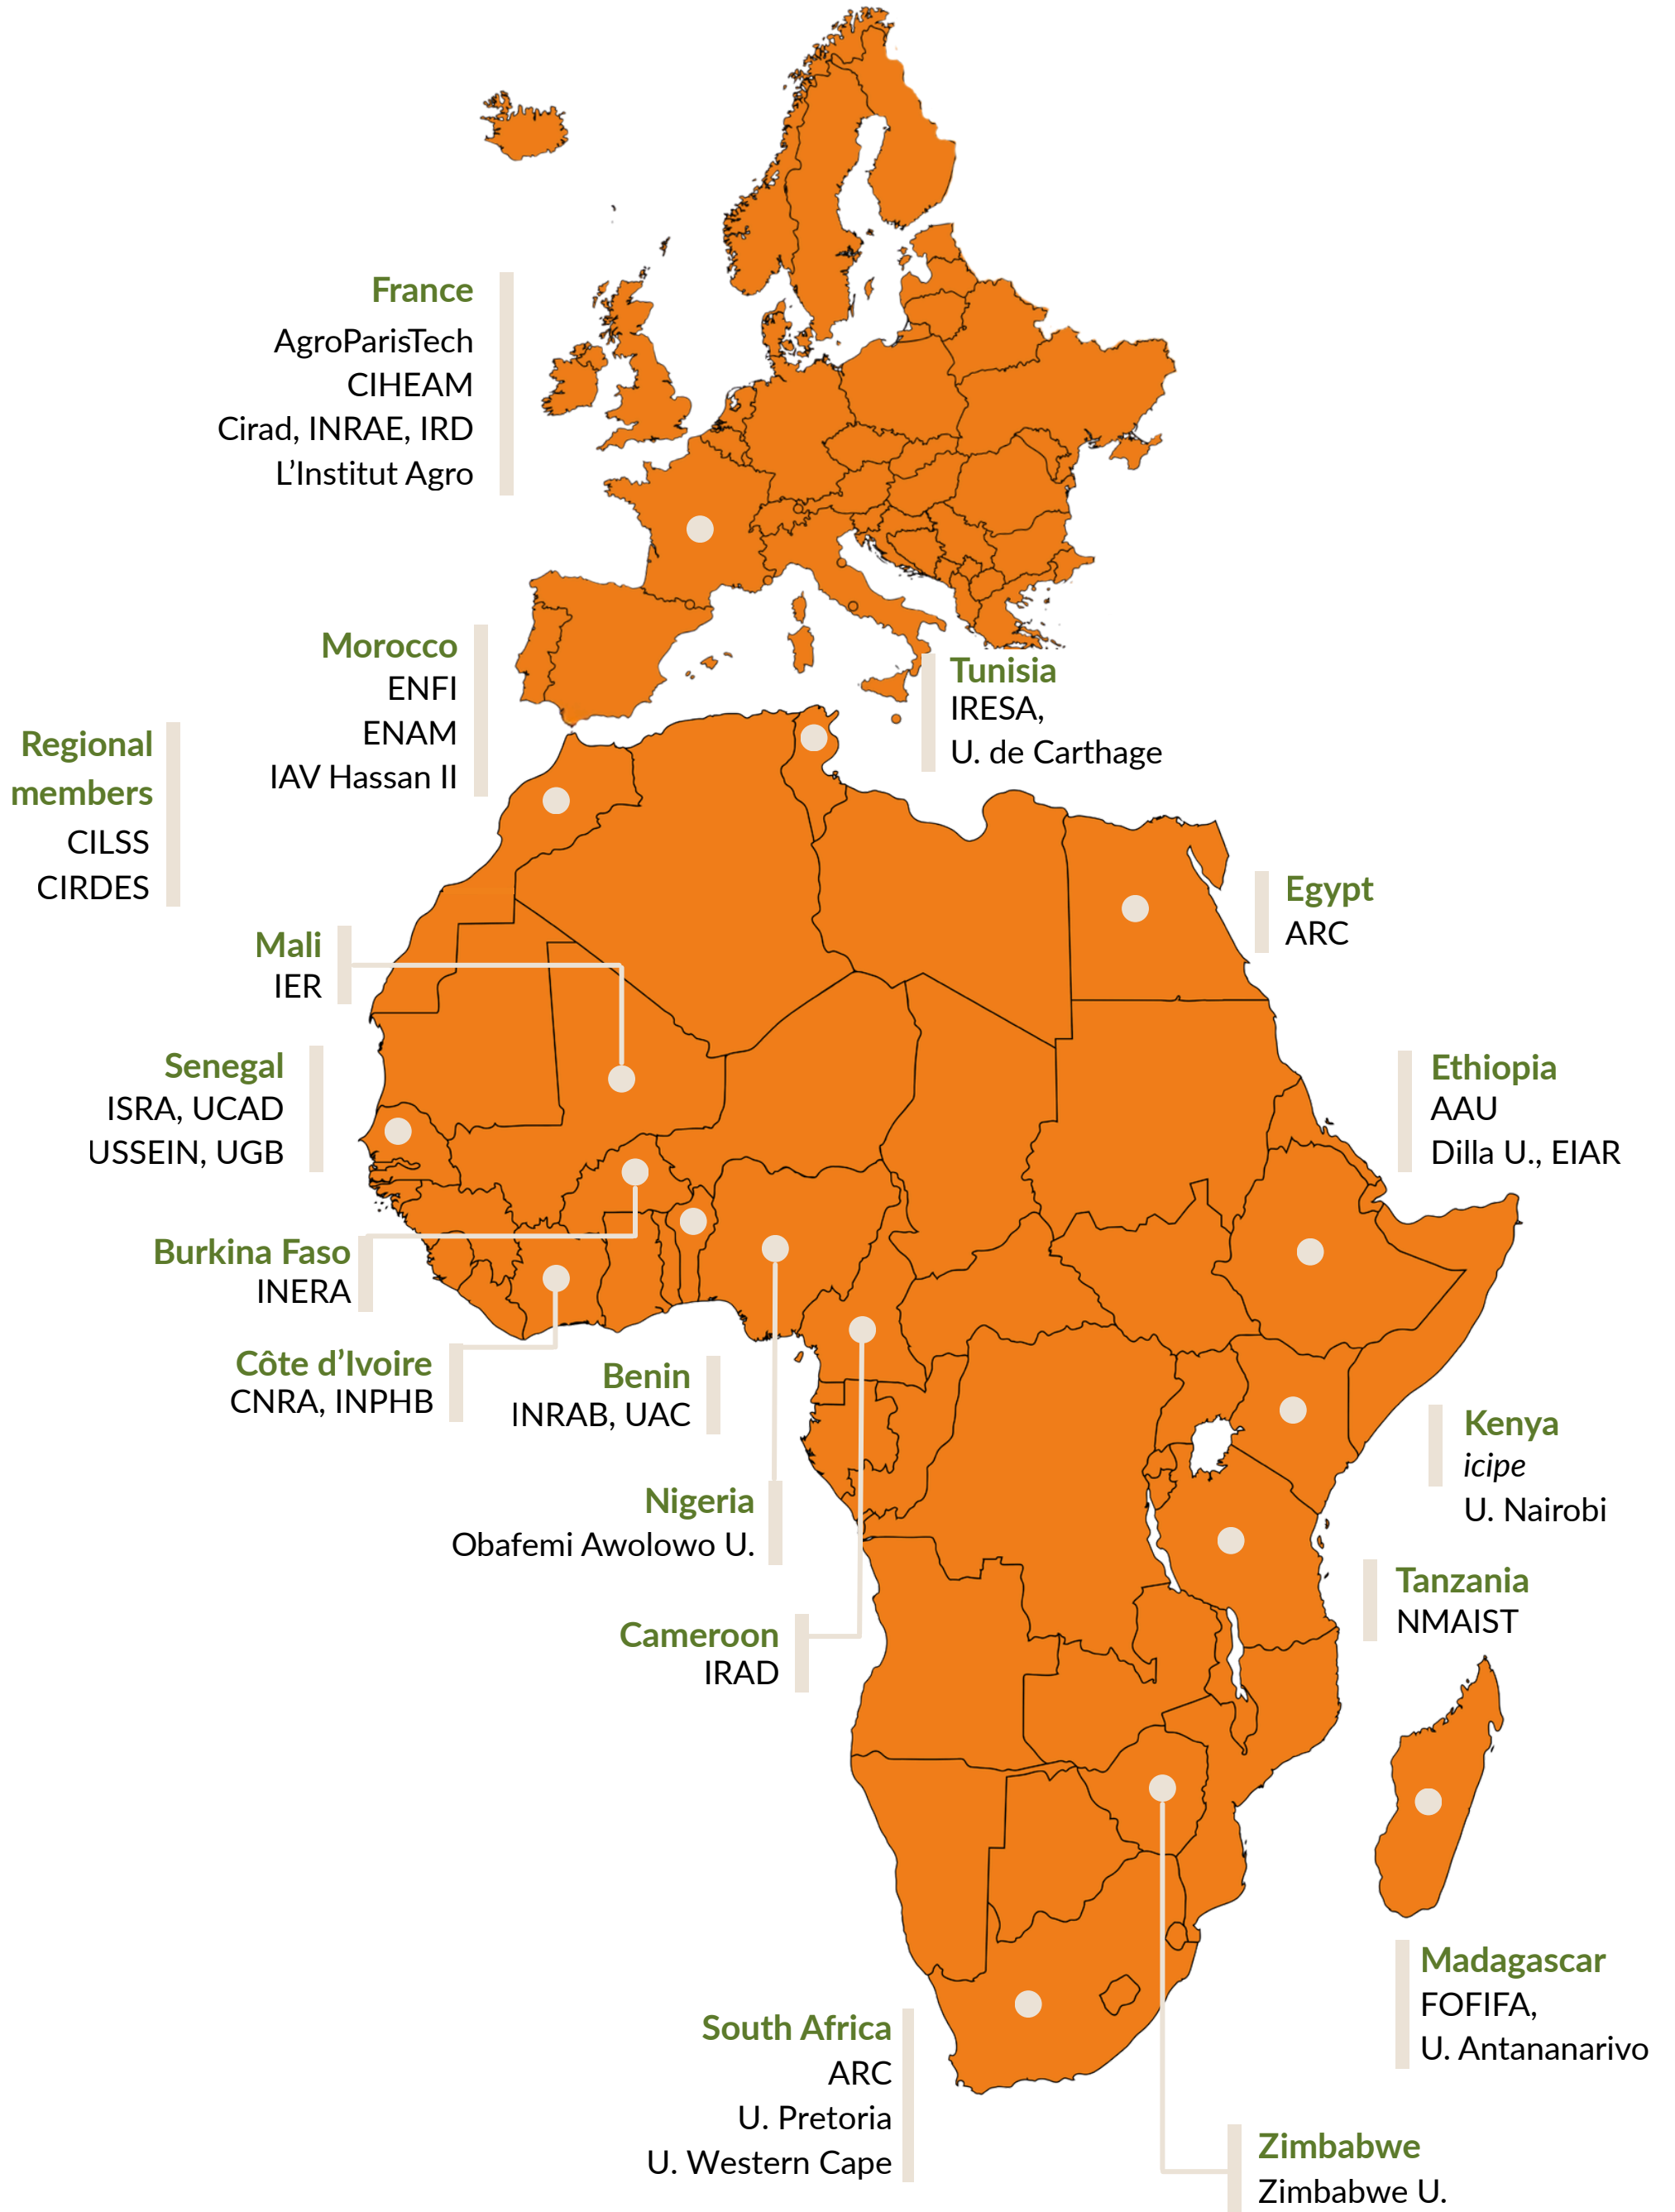 France
AgroParisTech
CIHEAM
Cirad, INRAE, IRD
L’Institut Agro
Morocco
ENFI
ENAM
IAV Hassan II
Tunisia
IRESA,
U. de Carthage
Regional
members
CILSS
CIRDES
Egypt
ARC
Mali
IER
Senegal
ISRA, UCAD
USSEIN, UGB
Ethiopia
AAU
Dilla U., EIAR
Burkina Faso
INERA
Côte d’Ivoire
CNRA, INPHB
Benin
INRAB, UAC
Kenya
icipe
U. Nairobi
Nigeria
Obafemi Awolowo U.
Tanzania
NMAIST
Cameroon
IRAD
Madagascar
FOFIFA,
U. Antananarivo
South Africa
ARC
U. Pretoria
U. Western Cape
Zimbabwe
Zimbabwe U.